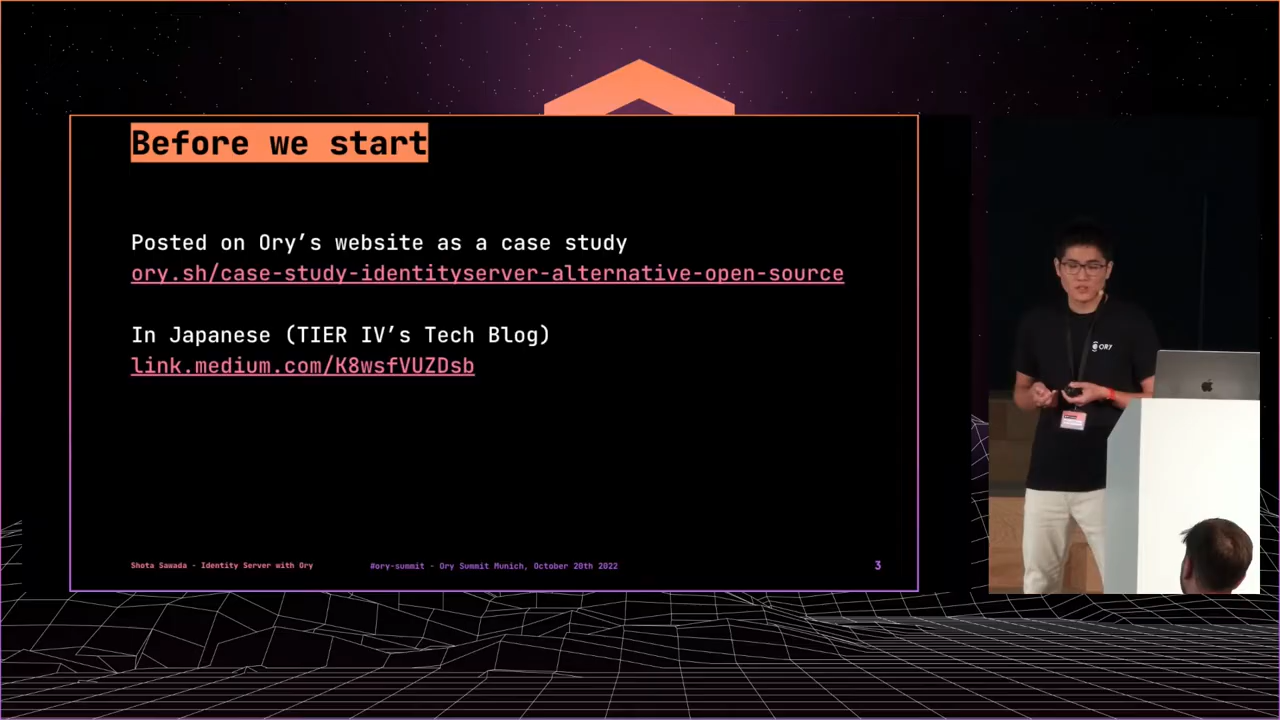 Before we start
Posted on Ory’s website as a case study
ory.sh/case-study-identityserver-alternative-open-source
In Japanese (TIER IV’s Tech Blog)
link.medium.com/K8wsfVUZDsb
Shota Sawada - Identity Server with Ory
#ory-summit - Ory Summit Munich, October 20th 2022
3
ORY